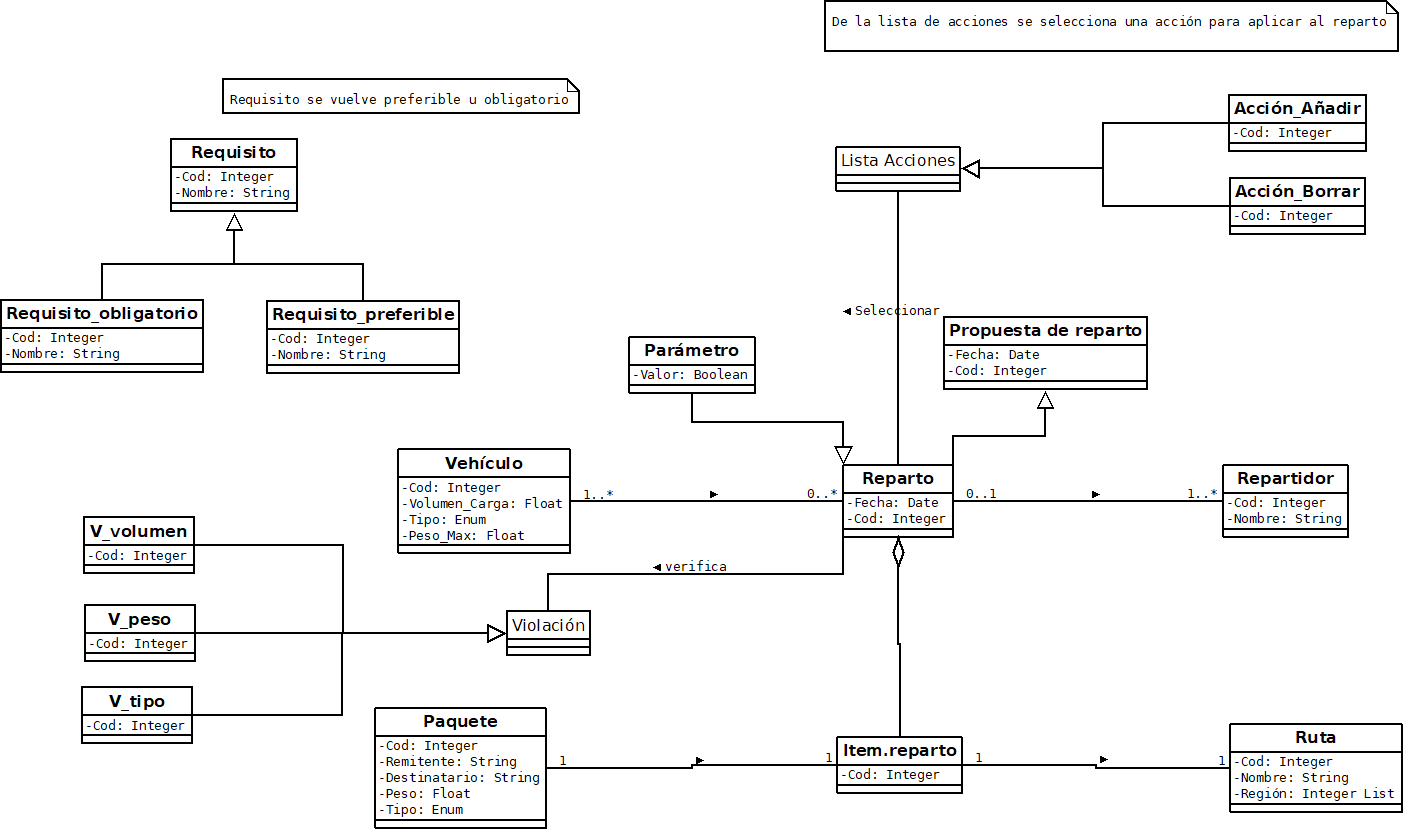 De la lista de acciones se selecciona una acción para aplicar al reparto
Requisito se vuelve preferible u obligatorio
Acción_Añadir
-Cod: Integer
Requisito
-Cod: Integer
-Nombre: String
Lista Acciones
Acción_Borrar
-Cod: Integer
Requisito_obligatorio
-Cod: Integer
-Nombre: String
Requisito_preferible
-Cod: Integer
-Nombre: String
Seleccionar
Propuesta de reparto
-Fecha: Date
-Cod: Integer
Parámetro
-Valor: Boolean
Vehículo
-Cod: Integer
-Volumen_Carga: Float
-Tipo: Enum
-Peso_Max: Float
1..*
0..*
Reparto
-Fecha: Date
-Cod: Integer
0..1
1..*
Repartidor
-Cod: Integer
-Nombre: String
V_volumen
-Cod: Integer
verifica
V_peso
-Cod: Integer
Violación
V_tipo
-Cod: Integer
Paquete
-Cod: Integer
-Remitente: String
-Destinatario: String
-Peso: Float
-Tipo: Enum
1
1
Item.reparto
-Cod: Integer
1
1
Ruta
-Cod: Integer
-Nombre: String
-Región: Integer List